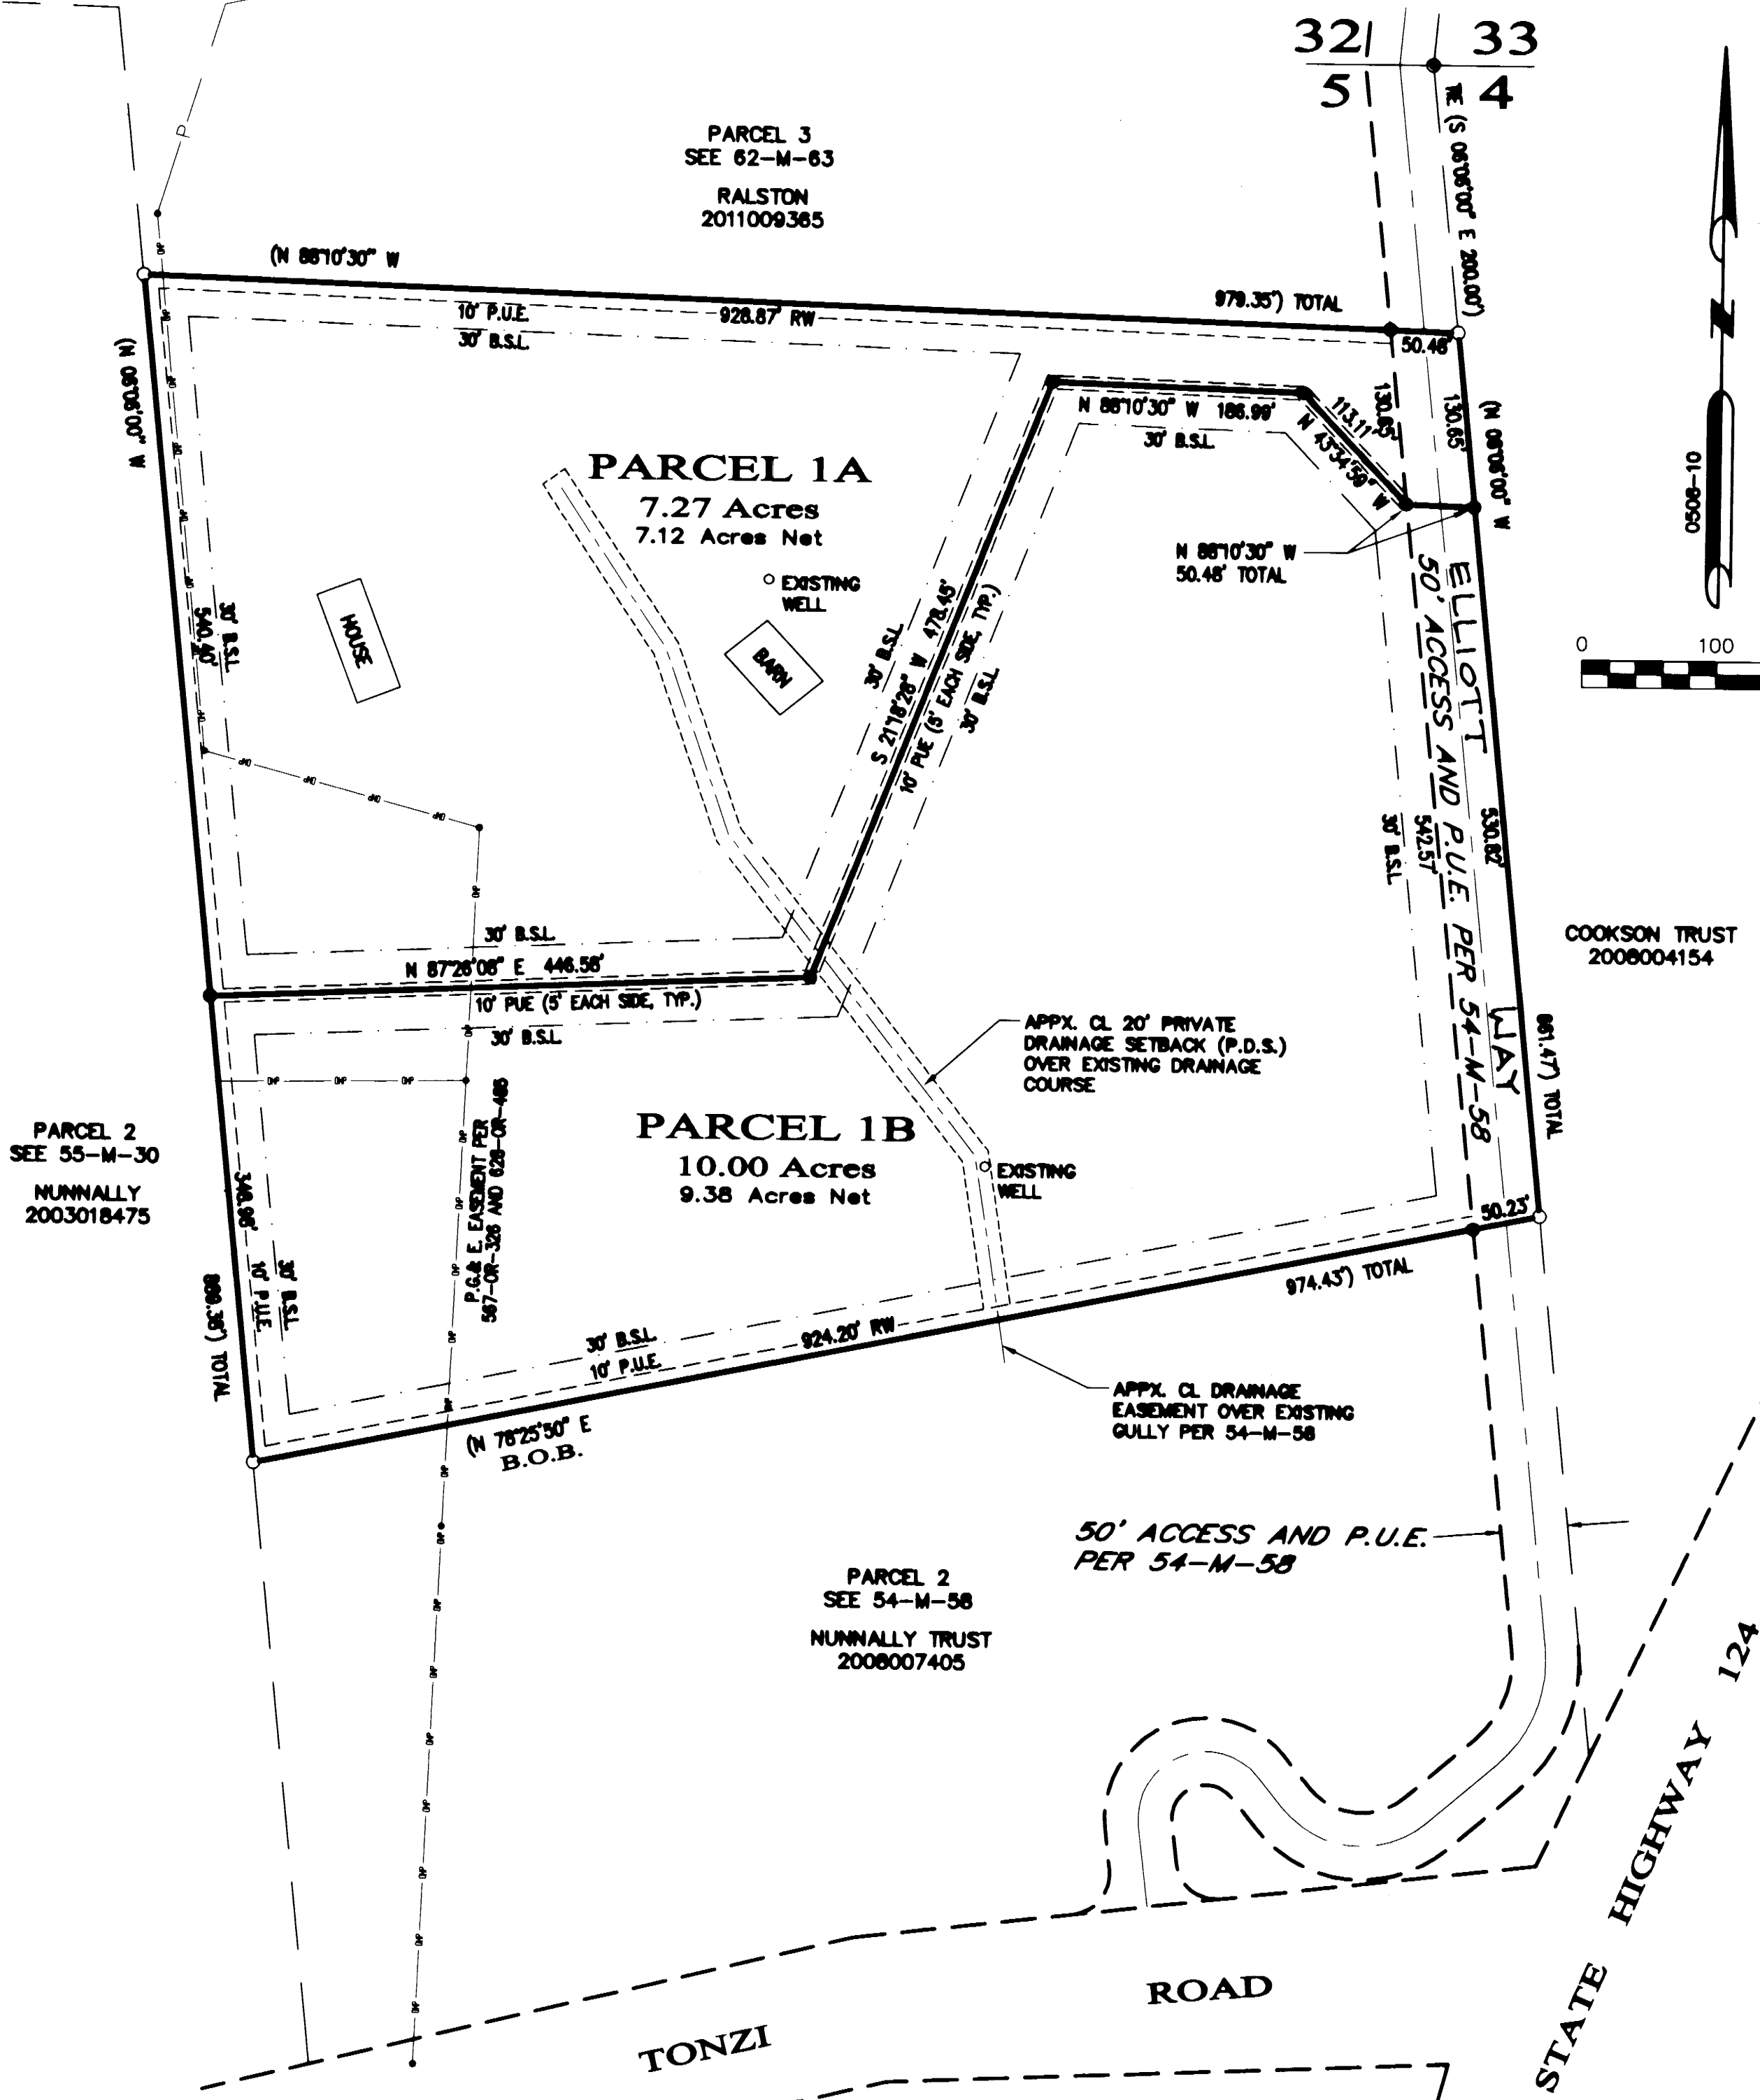 32 33
5 4
TIE (S 06°06'00" E 200.00')
P
PARCEL 3
SEE 62-M-63
RALSTON
2011009365
(N 88°10'30" W
979.35') TOTAL
10' P.U.E.
928.87' RW
30' B.S.L.
50.48'
N
0508-10
0 100
(N 06°06'00" W
130.65'
130.65'
(N 06°06'00" W
N 88°10'30" W 186.99'
113.11'
N 43°34'59" W
30' B.S.L.
PARCEL 1A
7.27 Acres
7.12 Acres Net
EXISTING
WELL
N 88°10'30" W
50.48' TOTAL
HOUSE
BARN
30' B.S.L.
540.40'
30' B.S.L.
S 21°18'28" W 478.45'
10' PUE (5' EACH SIDE, TYP.)
30' B.S.L.
ELLIOTT WAY
50' ACCESS AND P.U.E. PER 54-M-58
530.82'
542.57'
30' B.S.L.
861.47') TOTAL
COOKSON TRUST
2008004154
OHP
30' B.S.L.
N 87°26'08" E 446.58'
10' PUE (5' EACH SIDE, TYP.)
30' B.S.L.
APPX. CL 20' PRIVATE
DRAINAGE SETBACK (P.D.S.)
OVER EXISTING DRAINAGE
COURSE
PARCEL 2
SEE 55-M-30
NUNNALLY
2003018475
PARCEL 1B
10.00 Acres
9.38 Acres Net
EXISTING
WELL
P.G.& E. EASEMENT PER
567-OR-326 AND 628-OR-485
348.98'
30' B.S.L.
10' P.U.E.
889.38') TOTAL
50.23'
974.43') TOTAL
30' B.S.L.
924.20' RW
10' P.U.E.
(N 78°25'50" E
B.O.B.
APPX. CL DRAINAGE
EASEMENT OVER EXISTING
GULLY PER 54-M-58
50' ACCESS AND P.U.E.
PER 54-M-58
PARCEL 2
SEE 54-M-58
NUNNALLY TRUST
2008007405
TONZI ROAD
STATE HIGHWAY 124